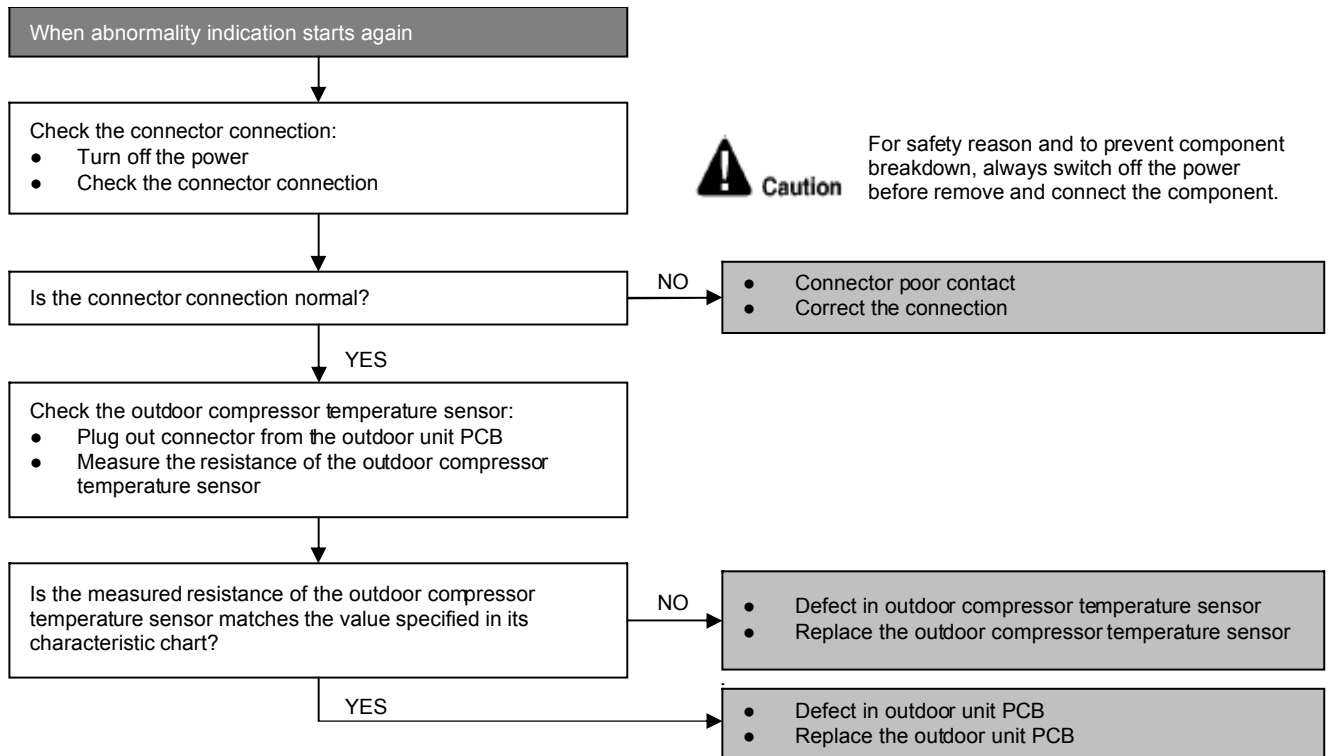 When abnormality indication starts again
Check the connector connection:
● Turn off the power
● Check the connector connection
Caution
For safety reason and to prevent component
breakdown, always switch off the power
before remove and connect the component.
Is the connector connection normal?
NO
● Connector poor contact
● Correct the connection
YES
Check the outdoor compressor temperature sensor:
● Plug out connector from the outdoor unit PCB
● Measure the resistance of the outdoor compressor
temperature sensor
Is the measured resistance of the outdoor compressor
temperature sensor matches the value specified in its
characteristic chart?
NO
● Defect in outdoor compressor temperature sensor
● Replace the outdoor compressor temperature sensor
YES
● Defect in outdoor unit PCB
● Replace the outdoor unit PCB